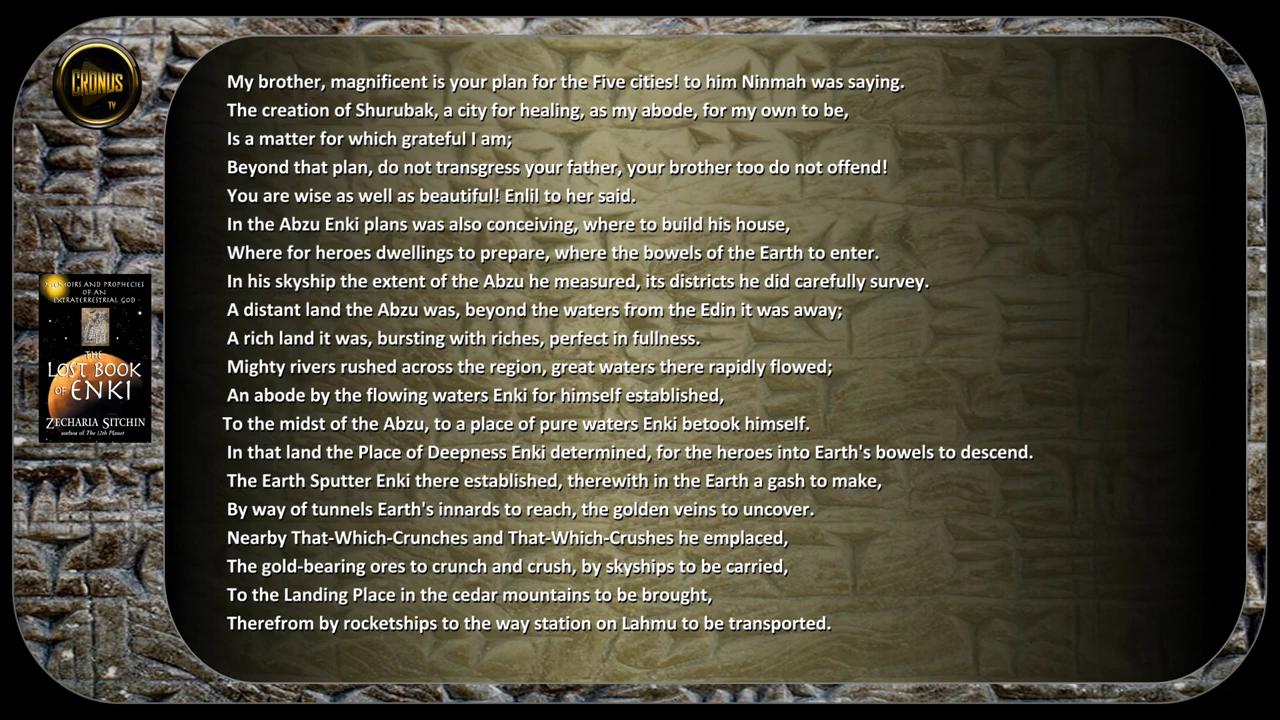 CRONUS
TV
My brother, magnificent is your plan for the Five cities! to him Ninmah was saying.
The creation of Shurubak, a city for healing, as my abode, for my own to be,
Is a matter for which grateful I am;
Beyond that plan, do not transgress your father, your brother too do not offend!
You are wise as well as beautiful! Enlil to her said.
In the Abzu Enki plans was also conceiving, where to build his house,
Where for heroes dwellings to prepare, where the bowels of the Earth to enter.
In his skyship the extent of the Abzu he measured, its districts he did carefully survey.
A distant land the Abzu was, beyond the waters from the Edin it was away;
A rich land it was, bursting with riches, perfect in fullness.
Mighty rivers rushed across the region, great waters there rapidly flowed;
An abode by the flowing waters Enki for himself established,
To the midst of the Abzu, to a place of pure waters Enki betook himself.
In that land the Place of Deepness Enki determined, for the heroes into Earth's bowels to descend.
The Earth Sputter Enki there established, therewith in the Earth a gash to make,
By way of tunnels Earth's innards to reach, the golden veins to uncover.
Nearby That-Which-Crunches and That-Which-Crushes he emplaced,
The gold-bearing ores to crunch and crush, by skyships to be carried,
To the Landing Place in the cedar mountains to be brought,
Therefrom by rocketships to the way station on Lahmu to be transported.
MEMOIRS AND PROPHECIES
OF AN
EXTRATERRESTRIAL GOD
THE
LOST BOOK
OF ENKI
ZECHARIA SITCHIN
author of The 12th Planet